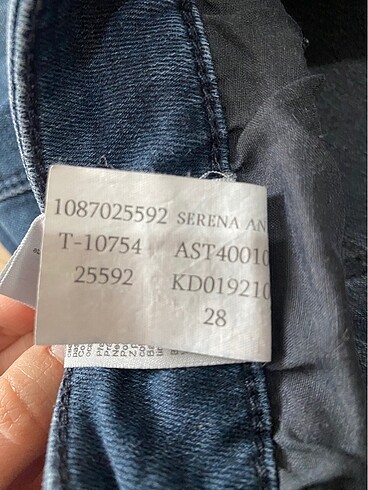 1087025592 SERENA AN
T-10754 AST40010
25592 KD019210
28